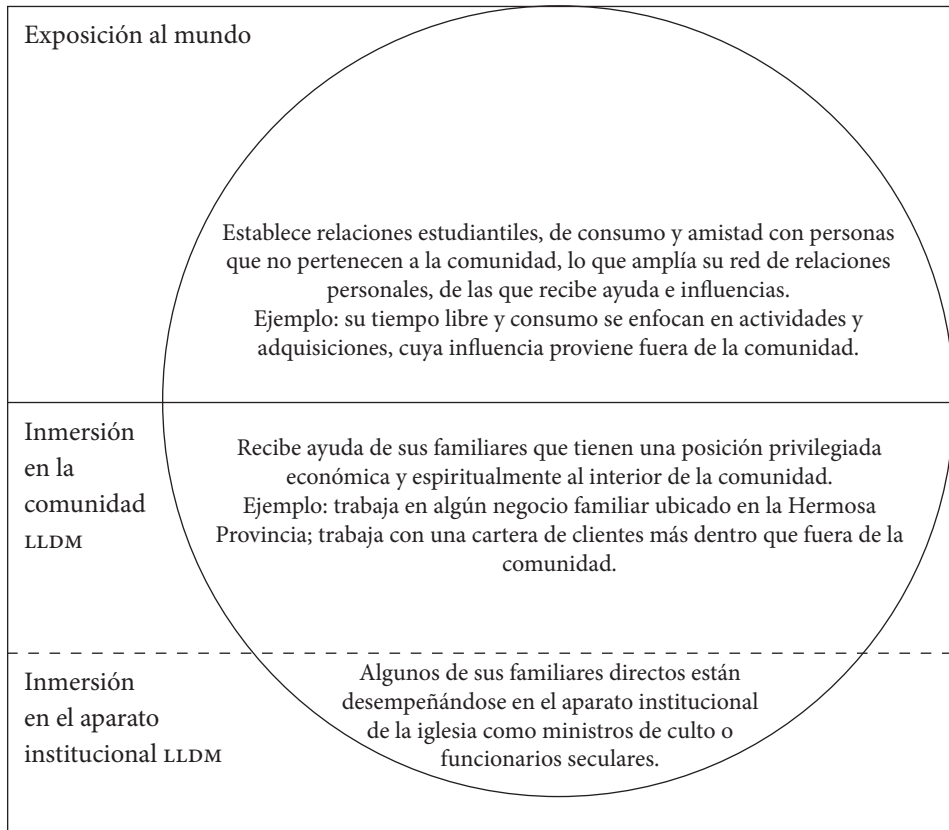 Exposición al mundo
Establece relaciones estudiantiles, de consumo y amistad con personas
que no pertenecen a la comunidad, lo que amplía su red de relaciones
personales, de las que recibe ayuda e influencias.
Ejemplo: su tiempo libre y consumo se enfocan en actividades y
adquisiciones, cuya influencia proviene fuera de la comunidad.
Inmersión
en la
comunidad
LLDM
Recibe ayuda de sus familiares que tienen una posición privilegiada
económica y espiritualmente al interior de la comunidad.
Ejemplo: trabaja en algún negocio familiar ubicado en la Hermosa
Provincia; trabaja con una cartera de clientes más dentro que fuera de la
comunidad.
Inmersión
en el aparato
institucional LLDM
Algunos de sus familiares directos están
desempeñándose en el aparato institucional
de la iglesia como ministros de culto o
funcionarios seculares.